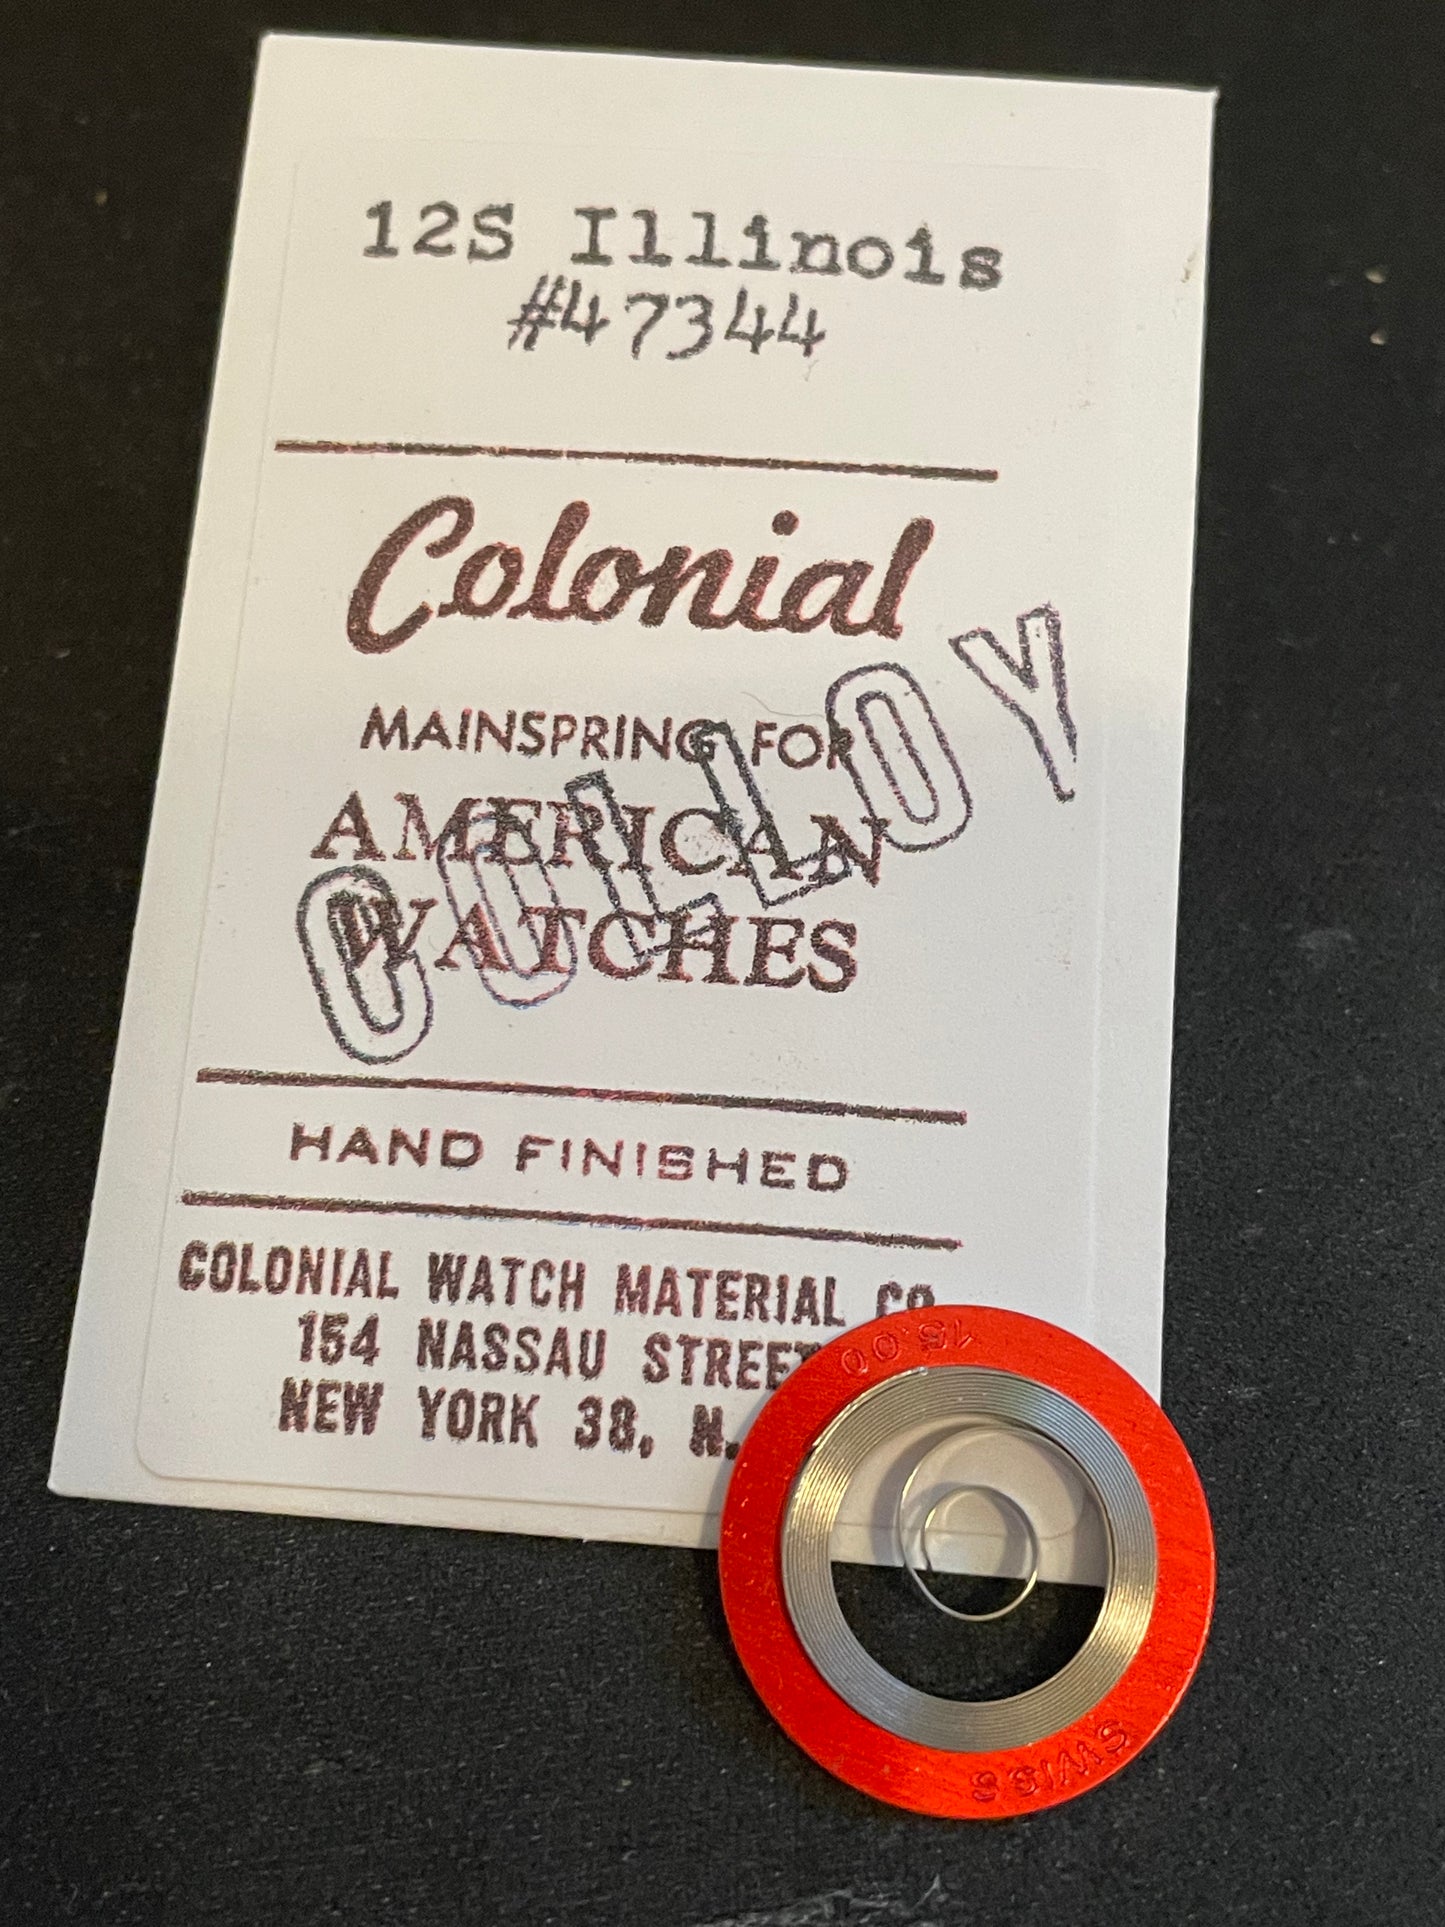 12S Illinois
#47344
Colonial
MAINSPRING FOR
AMERICAN
WATCHES
COILLOY
HAND FINISHED
COLONIAL WATCH MATERIAL CO
154 NASSAU STREET
NEW YORK 38, N.
15.00
SWISS